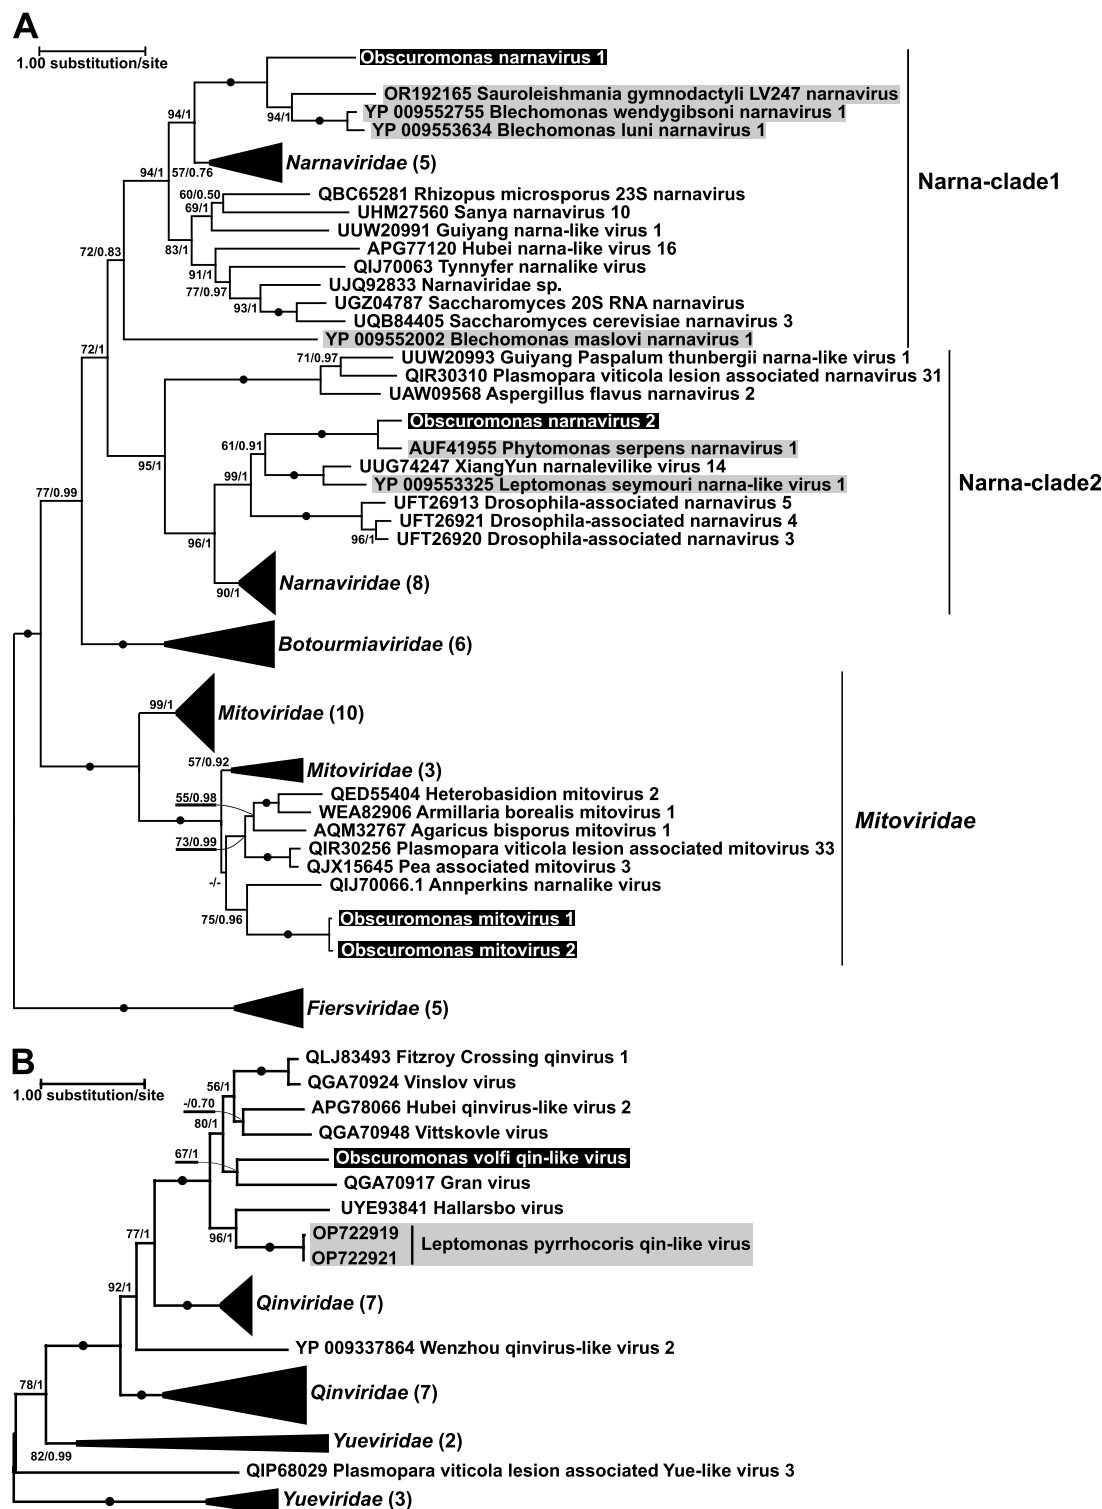 A
1.00 substitution/site
Obscuromonas narnavirus 1
OR192165 Sauroleishmania gymnodactyli LV247 narnavirus
94/1
94/1
YP 009552755 Blechomonas wendygibsoni narnavirus 1
YP 009553634 Blechomonas luni narnavirus 1
Narnaviridae (5)
94/1
57/0.76
Narna-clade1
60/0.50
QBC65281 Rhizopus microsporus 23S narnavirus
69/1
UHM27560 Sanya narnavirus 10
UUW20991 Guiyang narna-like virus 1
72/0.83
83/1
APG77120 Hubei narna-like virus 16
91/1
QIJ70063 Tynnyfer narnalike virus
77/0.97
UJQ92833 Narnaviridae sp.
93/1
UGZ04787 Saccharomyces 20S RNA narnavirus
UQB84405 Saccharomyces cerevisiae narnavirus 3
YP 009552002 Blechomonas maslovi narnavirus 1
72/1
71/0.97
UUW20993 Guiyang Paspalum thunbergii narna-like virus 1
QIR30310 Plasmopara viticola lesion associated narnavirus 31
UAW09568 Aspergillus flavus narnavirus 2
Obscuromonas narnavirus 2
61/0.91
AUF41955 Phytomonas serpens narnavirus 1
95/1
UUG74247 XiangYun narnalevilike virus 14
99/1
YP 009553325 Leptomonas seymouri narna-like virus 1
Narna-clade2
77/0.99
UFT26913 Drosophila-associated narnavirus 5
UFT26921 Drosophila-associated narnavirus 4
96/1
96/1
UFT26920 Drosophila-associated narnavirus 3
Narnaviridae (8)
90/1
Botourmiaviridae (6)
99/1
Mitoviridae (10)
57/0.92
Mitoviridae (3)
55/0.98
QED55404 Heterobasidion mitovirus 2
WEA82906 Armillaria borealis mitovirus 1
Mitoviridae
AQM32767 Agaricus bisporus mitovirus 1
73/0.99
QIR30256 Plasmopara viticola lesion associated mitovirus 33
QJX15645 Pea associated mitovirus 3
-/-
QIJ70066.1 Annperkins narnalike virus
75/0.96
Obscuromonas mitovirus 1
Obscuromonas mitovirus 2
Fiersviridae (5)
B
1.00 substitution/site
QLJ83493 Fitzroy Crossing qinvirus 1
56/1
QGA70924 Vinslov virus
-/0.70
APG78066 Hubei qinvirus-like virus 2
80/1
QGA70948 Vittskovle virus
67/1
Obscuromonas volfi qin-like virus
QGA70917 Gran virus
UYE93841 Hallarsbo virus
77/1
96/1
OP722919
Leptomonas pyrrhocoris qin-like virus
OP722921
92/1
Qinviridae (7)
YP 009337864 Wenzhou qinvirus-like virus 2
78/1
Qinviridae (7)
Yueviridae (2)
82/0.99
QIP68029 Plasmopara viticola lesion associated Yue-like virus 3
Yueviridae (3)